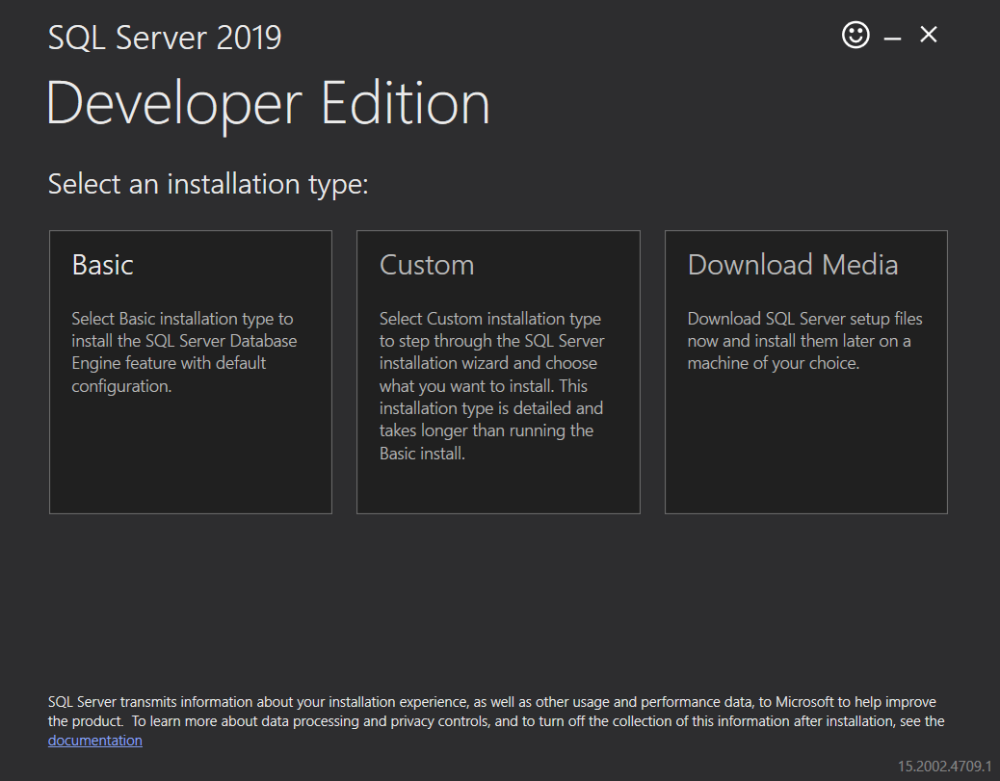 SQL Server 2019
Developer Edition
Select an installation type:
Basic
Select Basic installation type to
install the SQL Server Database
Engine feature with default
configuration.
Custom
Select Custom installation type
to step through the SQL Server
installation wizard and choose
what you want to install. This
installation type is detailed and
takes longer than running the
Basic install.
Download Media
Download SQL Server setup files
now and install them later on a
machine of your choice.
SQL Server transmits information about your installation experience, as well as other usage and performance data, to Microsoft to help improve
the product.  To learn more about data processing and privacy controls, and to turn off the collection of this information after installation, see the
documentation
15.2002.4709.1